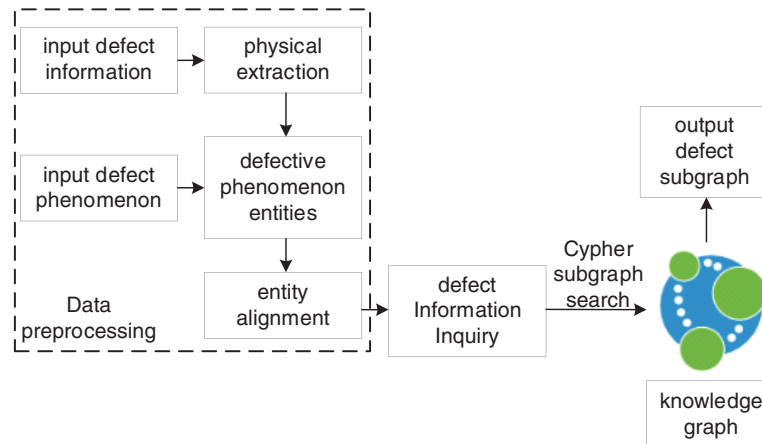 input defect
information
physical
extraction
input defect
phenomenon
defective
phenomenon
entities
Data
preprocessing
entity
alignment
defect
Information
Inquiry
Cypher
subgraph
search
output
defect
subgraph
knowledge
graph